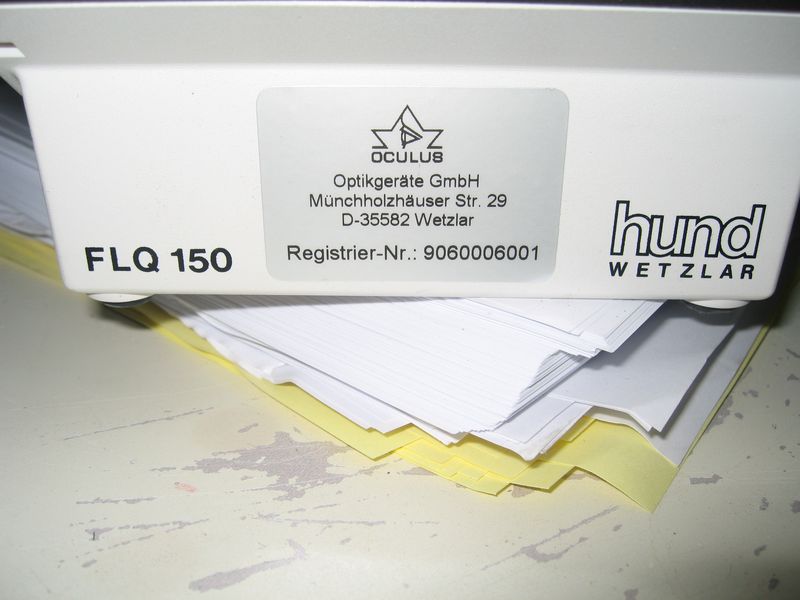 OCULUS
Optikgeräte GmbH
Münchholzhäuser Str. 29
D-35582 Wetzlar
Registrier-Nr.: 9060006001
FLQ 150
hund
WETZLAR